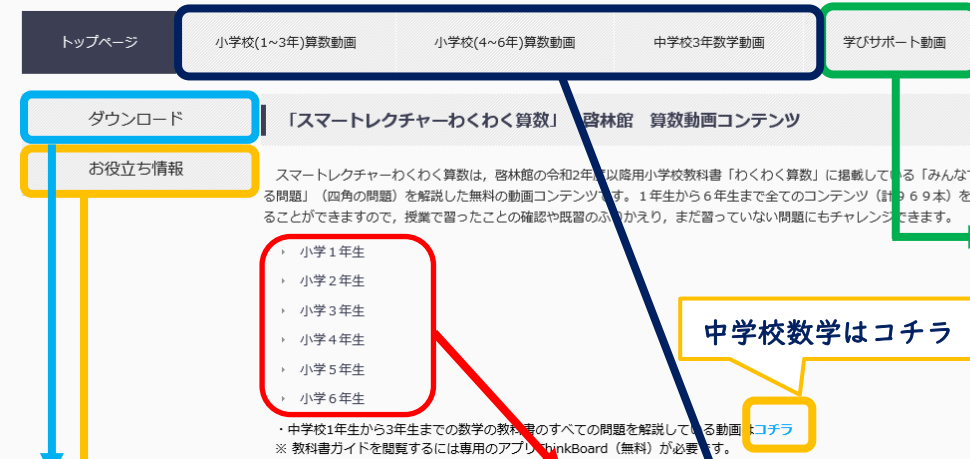 トップページ 小学校(1~3年)算数動画 小学校(4~6年)算数動画 中学校3年数学動画 学びサポート動画
ダウンロード
お役立ち情報
「スマートレクチャーわくわく算数」 啓林館 算数動画コンテンツ
スマートレクチャーわくわく算数は，啓林館の令和2年度以降用小学校教科書「わくわく算数」に掲載している「みんなで
る問題」（四角の問題）を解説した無料の動画コンテンツです。１年生から６年生まで全てのコンテンツ（計９６９本）を
ることができますので，授業で習ったことの確認や既習のふりかえり，まだ習っていない問題にもチャレンジできます。
小学１年生
小学２年生
小学３年生
小学４年生
小学５年生
小学６年生
中学校数学はコチラ
・中学校1年生から3年生までの数学の教科書のすべての問題を解説している動画はコチラ
※ 教科書ガイドを閲覧するには専用のアプリThinkBoard（無料）が必要です。